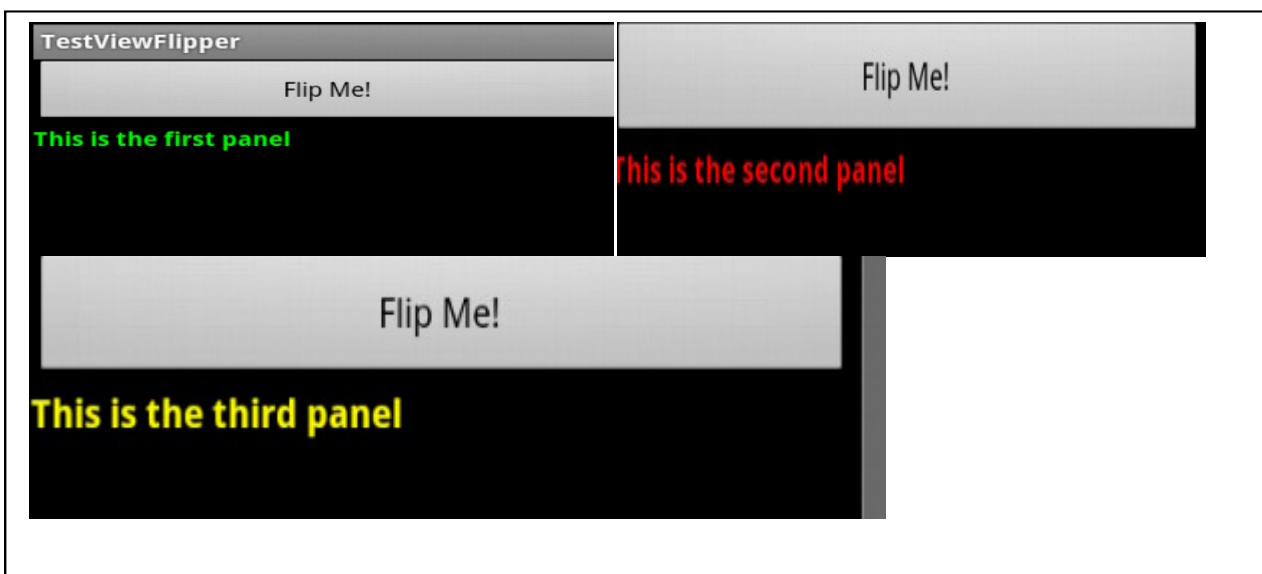 TestViewFlipper
Flip Me!
This is the first panel
Flip Me!
This is the second panel
Flip Me!
This is the third panel